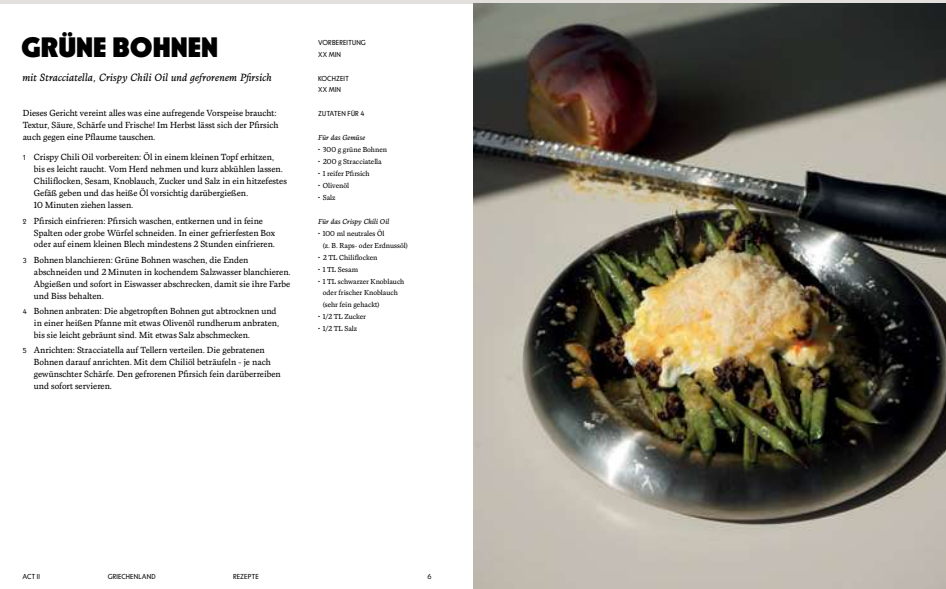 GRÜNE BOHNEN
mit Stracciatella, Crispy Chili Oil und gefrorenem Pfirsich
Dieses Gericht vereint alles was eine aufregende Vorspeise braucht:
Textur, Säure, Schärfe und Frische! Im Herbst lässt sich der Pfirsich
auch gegen eine Pflaume tauschen.
1 Crispy Chili Oil vorbereiten: Öl in einem kleinen Topf erhitzen,
bis es leicht raucht. Vom Herd nehmen und kurz abkühlen lassen.
Chiliflocken, Sesam, Knoblauch, Zucker und Salz in ein hitzefestes
Gefäß geben und das heiße Öl vorsichtig darübergießen.
10 Minuten ziehen lassen.
2 Pfirsich einfrieren: Pfirsich waschen, entkernen und in feine
Spalten oder grobe Würfel schneiden. In einer gefrierfesten Box
oder auf einem kleinen Blech mindestens 2 Stunden einfrieren.
3 Bohnen blanchieren: Grüne Bohnen waschen, die Enden
abschneiden und 2 Minuten in kochendem Salzwasser blanchieren.
Abgießen und sofort in Eiswasser abschrecken, damit sie ihre Farbe
und Biss behalten.
4 Bohnen anbraten: Die abgetropften Bohnen gut abtrocknen und
in einer heißen Pfanne mit etwas Olivenöl rundherum anbraten,
bis sie leicht gebräunt sind. Mit etwas Salz abschmecken.
5 Anrichten: Stracciatella auf Tellern verteilen. Die gebratenen
Bohnen darauf anrichten. Mit dem Chiliöl beträufeln - je nach
gewünschter Schärfe. Den gefrorenen Pfirsich fein darüberreiben
und sofort servieren.
VORBEREITUNG
XX MIN
KOCHZEIT
XX MIN
ZUTATEN FÜR 4
Für das Gemüse
- 300 g grüne Bohnen
- 200 g Stracciatella
- 1 reifer Pfirsich
- Olivenöl
- Salz
Für das Crispy Chili Oil
- 100 ml neutrales Öl
(z. B. Raps- oder Erdnussöl)
- 2 TL Chiliflocken
- 1 TL Sesam
- 1 TL schwarzer Knoblauch
oder frischer Knoblauch
(sehr fein gehackt)
- 1/2 TL Zucker
- 1/2 TL Salz
ACT II GRIECHENLAND REZEPTE 6